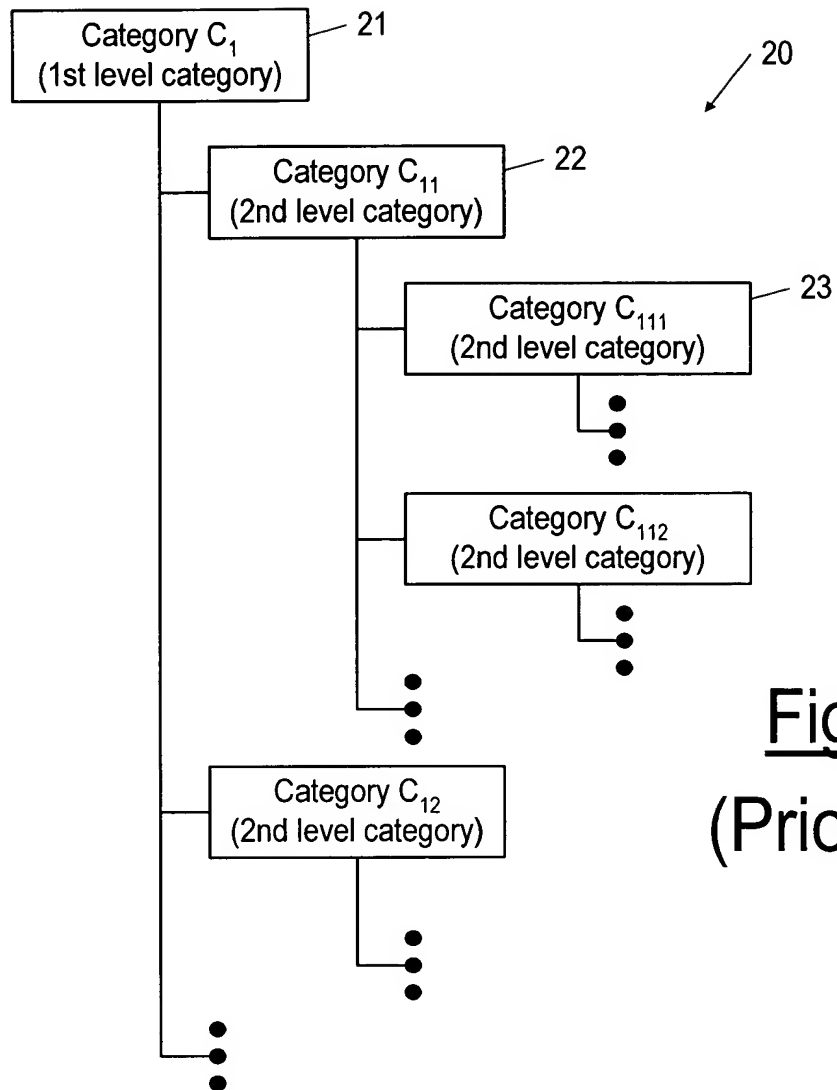 Category C₁
(1st level category)
21
20
Category C₁₁
(2nd level category)
22
Category C₁₁₁
(2nd level category)
23
Category C₁₁₂
(2nd level category)
Category C₁₂
(2nd level category)